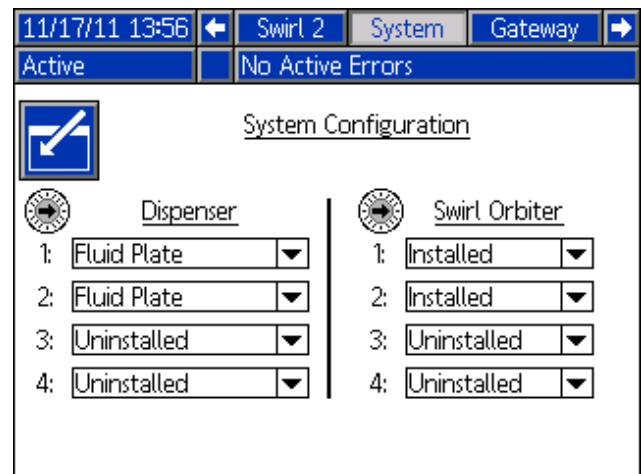 11/17/11 13:56 Swirl 2 System Gateway
Active No Active Errors
System Configuration
Dispenser Swirl Orbiter
1: Fluid Plate 1: Installed
2: Fluid Plate 2: Installed
3: Uninstalled 3: Uninstalled
4: Uninstalled 4: Uninstalled